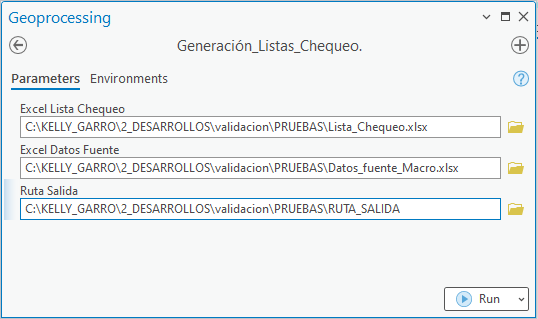 Geoprocessing
Generación_Listas_Chequeo.
Parameters Environments
Excel Lista Chequeo
C:\KELLY_GARRO\2_DESARROLLOS\validacion\PRUEBAS\Lista_Chequeo.xlsx
Excel Datos Fuente
C:\KELLY_GARRO\2_DESARROLLOS\validacion\PRUEBAS\Datos_fuente_Macro.xlsx
Ruta Salida
C:\KELLY_GARRO\2_DESARROLLOS\validacion\PRUEBAS\RUTA_SALIDA
Run